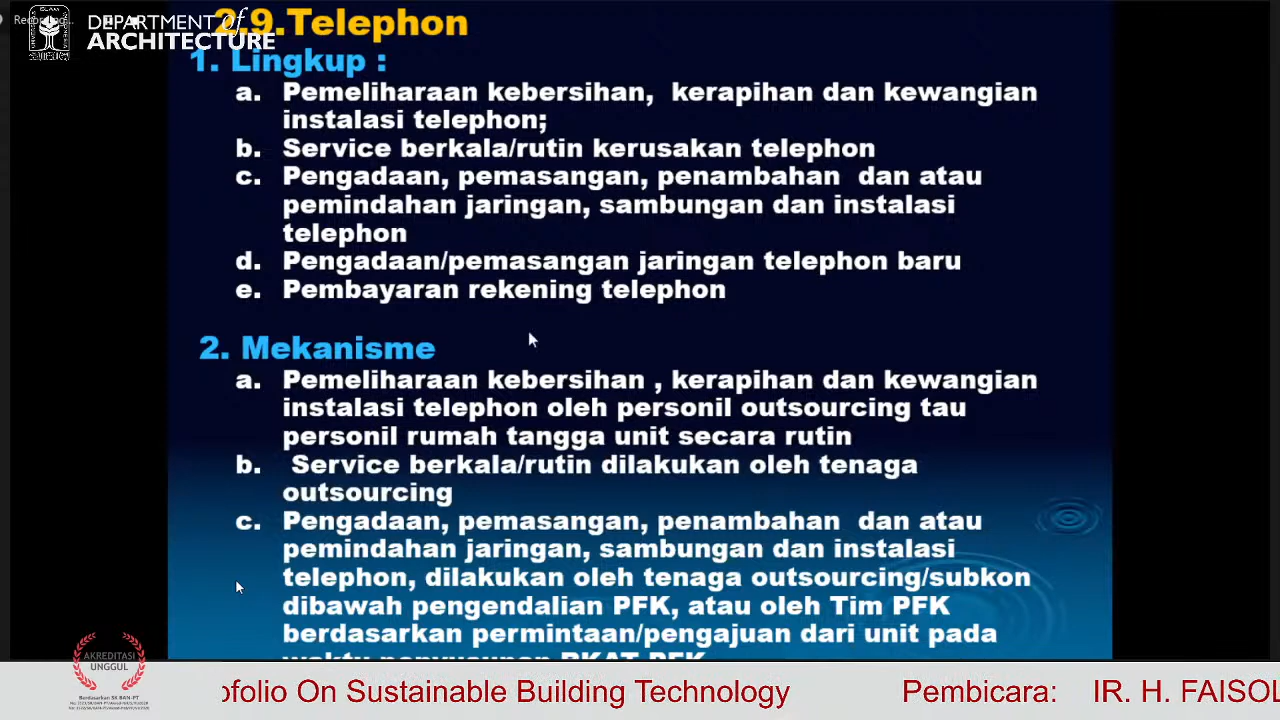 DEPARTMENT of
ARCHITECTURE
2.9.Telephon
1. Lingkup :
a. Pemeliharaan kebersihan, kerapihan dan kewangian
instalasi telephon;
b. Service berkala/rutin kerusakan telephon
c. Pengadaan, pemasangan, penambahan dan atau
pemindahan jaringan, sambungan dan instalasi
telephon
d. Pengadaan/pemasangan jaringan telephon baru
e. Pembayaran rekening telephon
2. Mekanisme
a. Pemeliharaan kebersihan , kerapihan dan kewangian
instalasi telephon oleh personil outsourcing tau
personil rumah tangga unit secara rutin
b. Service berkala/rutin dilakukan oleh tenaga
outsourcing
c. Pengadaan, pemasangan, penambahan dan atau
pemindahan jaringan, sambungan dan instalasi
telephon, dilakukan oleh tenaga outsourcing/subkon
dibawah pengendalian PFK, atau oleh Tim PFK
berdasarkan permintaan/pengajuan dari unit pada
AKREDITASI
UNGGUL
Berdasarkan SK BAN-PT
ofolio On Sustainable Building Technology Pembicara: IR. H. FAISOL